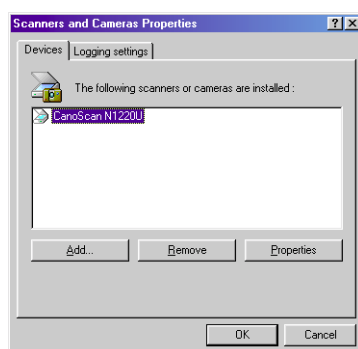 Scanners and Cameras Properties
Devices
Logging settings
The following scanners or cameras are installed :
CanoScan N1220U
Add...
Remove
Properties
OK
Cancel